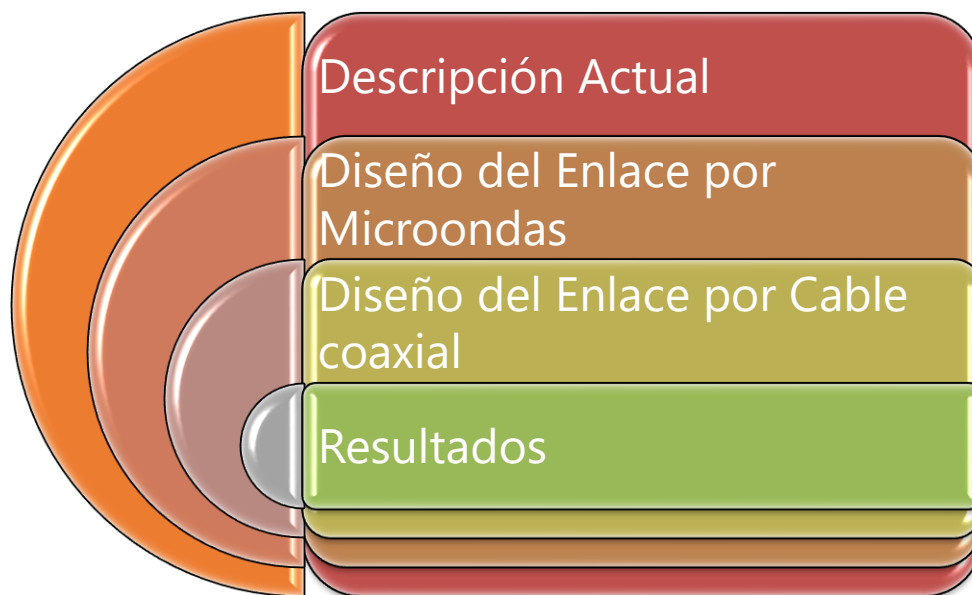 Descripción Actual
Diseño del Enlace por
Microondas
Diseño del Enlace por Cable
coaxial
Resultados